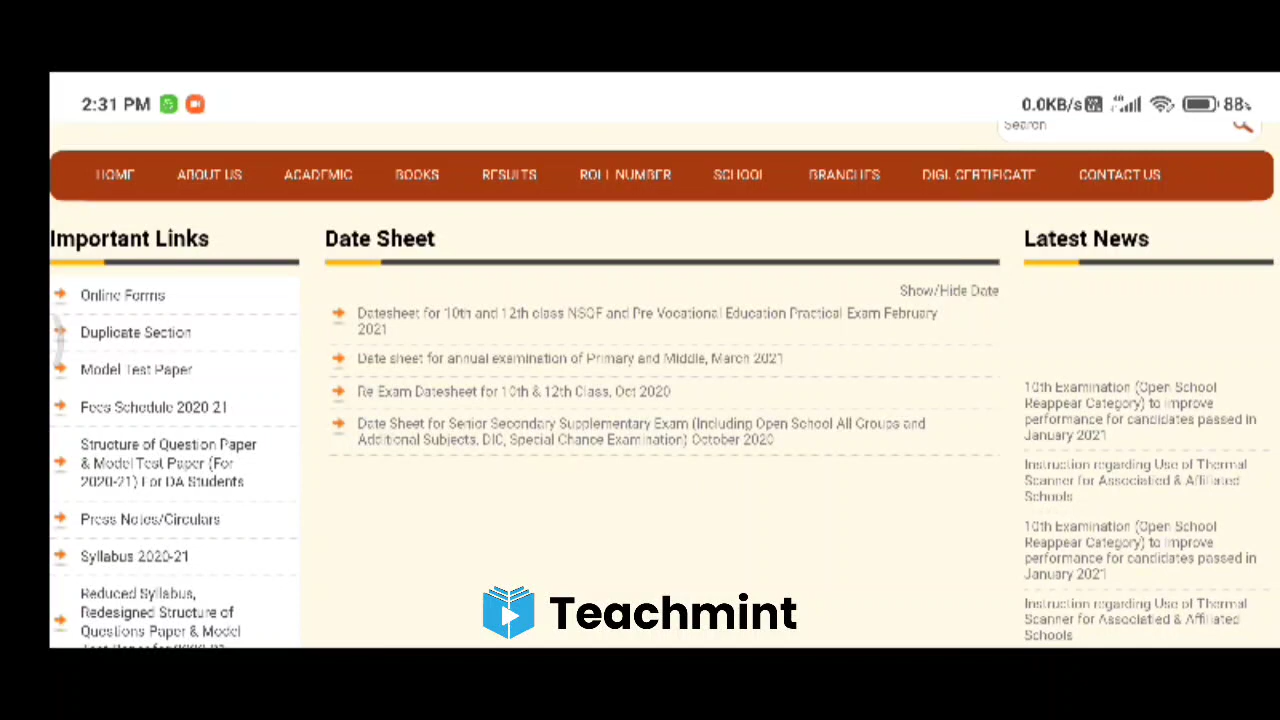 2:31 PM
0.0KB/s
4G
88%
Search
HOME
ABOUT US
ACADEMIC
BOOKS
RESULTS
ROLL NUMBER
SCHOOL
BRANCHES
DIGI. CERTIFICATE
CONTACT US
Important Links
Online Forms
Duplicate Section
Model Test Paper
Fees Schedule 2020-21
Structure of Question Paper
& Model Test Paper (For
2020-21) For DA Students
Press Notes/Circulars
Syllabus 2020-21
Reduced Syllabus,
Redesigned Structure of
Questions Paper & Model
Date Sheet
Show/Hide Date
Datesheet for 10th and 12th class NSQF and Pre Vocational Education Practical Exam February
2021
Date sheet for annual examination of Primary and Middle, March 2021
Re Exam Datesheet for 10th & 12th Class, Oct 2020
Date Sheet for Senior Secondary Supplementary Exam (Including Open School All Groups and
Additional Subjects, DIC, Special Chance Examination) October 2020
Latest News
10th Examination (Open School
Reappear Category) to improve
performance for candidates passed in
January 2021
Instruction regarding Use of Thermal
Scanner for Associatied & Affiliated
Schools
10th Examination (Open School
Reappear Category) to improve
performance for candidates passed in
January 2021
Instruction regarding Use of Thermal
Scanner for Associatied & Affiliated
Schools
Teachmint